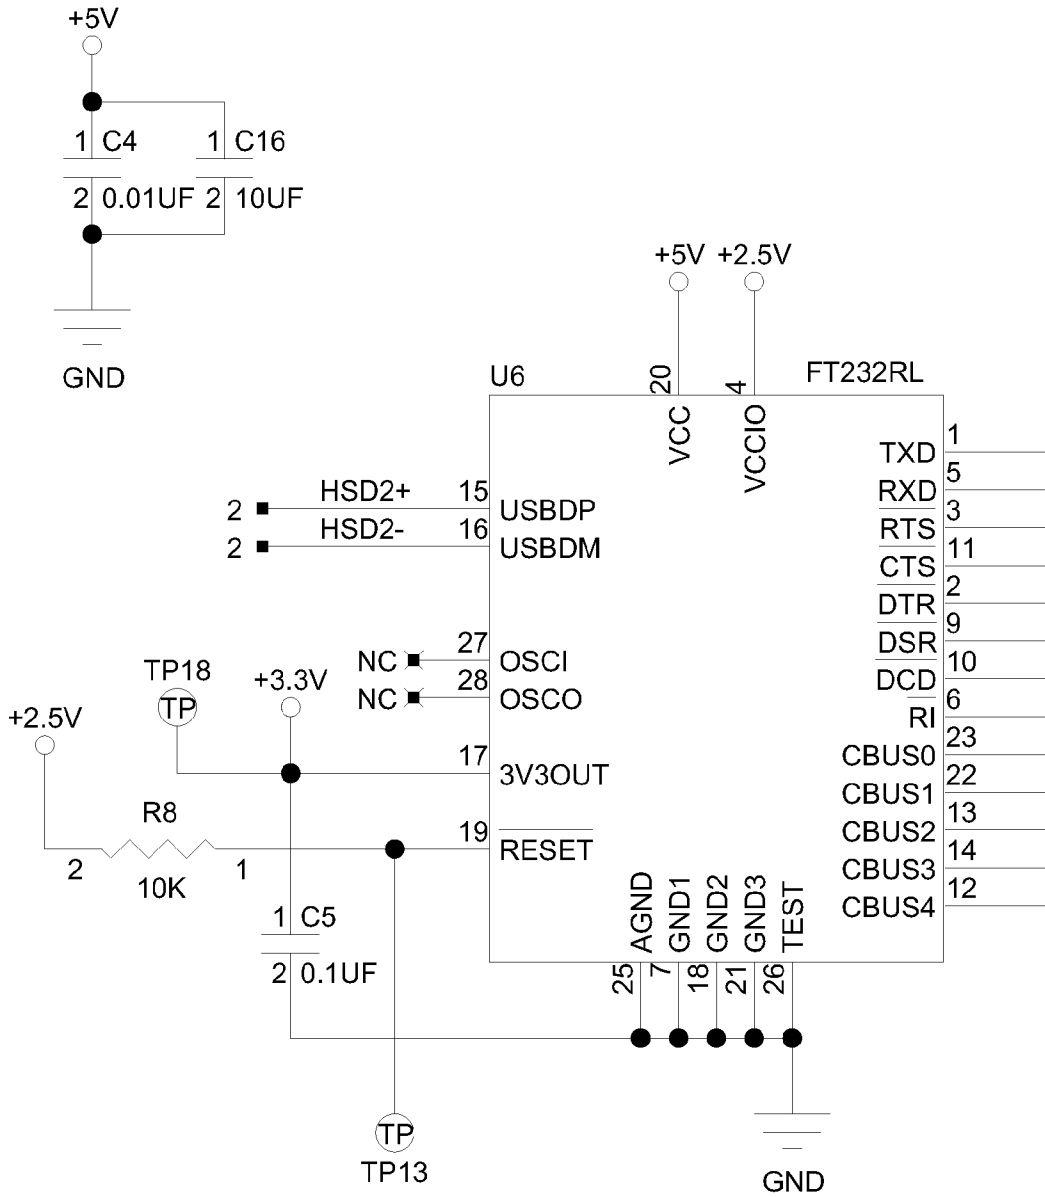 +5V
1 C4
1 C16
2 0.01UF
2 10UF
GND
+5V
+2.5V
U6
20
4
FT232RL
VCC
VCCIO
TXD 1
RXD 5
RTS 3
CTS 11
DTR 2
DSR 9
DCD 10
RI 6
CBUS0 23
CBUS1 22
CBUS2 13
CBUS3 14
CBUS4 12
2 HSD2+ 15 USBDP
2 HSD2- 16 USBDM
NC 27 OSCI
NC 28 OSCO
TP18
TP
+3.3V
+2.5V
17 3V3OUT
R8
19 RESET
2 1
10K
1 C5
2 0.1UF
AGND
GND1
GND2
GND3
TEST
25
7
18
21
26
TP
TP13
GND